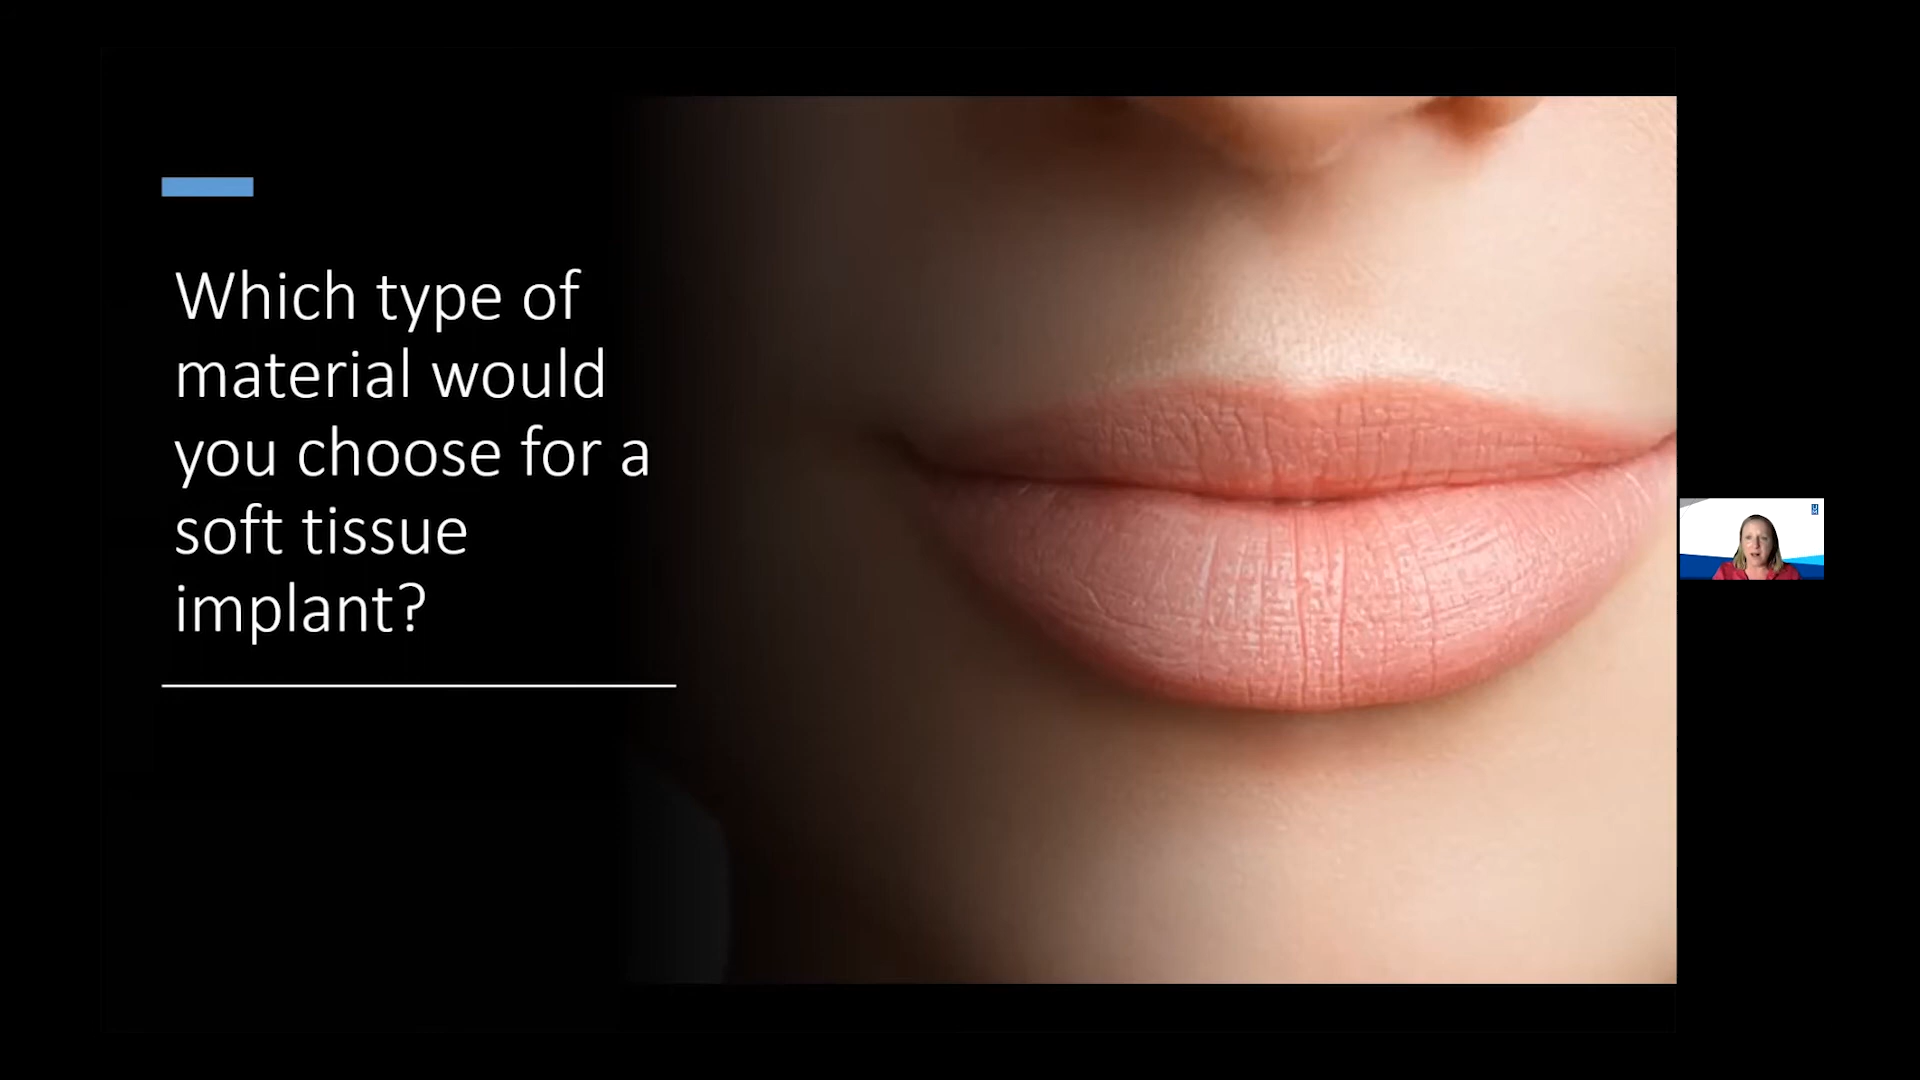 Which type of
material would
you choose for a
soft tissue
implant?